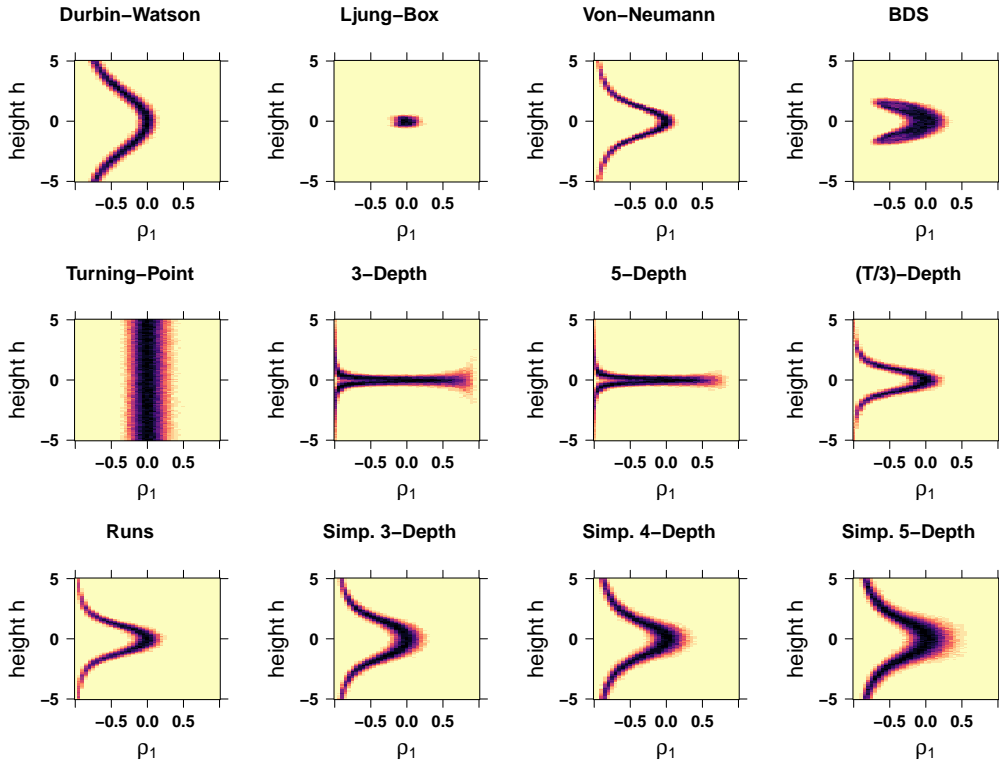 Durbin−Watson Ljung−Box Von−Neumann BDS
5 5 5 5
height h height h height h height h
0 0 0 0
−5 −5 −5 −5
−0.5 0.0 0.5 −0.5 0.0 0.5 −0.5 0.0 0.5 −0.5 0.0 0.5
ρ1 ρ1 ρ1 ρ1
Turning−Point 3−Depth 5−Depth (T/3)−Depth
5 5 5 5
height h height h height h height h
0 0 0 0
−5 −5 −5 −5
−0.5 0.0 0.5 −0.5 0.0 0.5 −0.5 0.0 0.5 −0.5 0.0 0.5
ρ1 ρ1 ρ1 ρ1
Runs Simp. 3−Depth Simp. 4−Depth Simp. 5−Depth
5 5 5 5
height h height h height h height h
0 0 0 0
−5 −5 −5 −5
−0.5 0.0 0.5 −0.5 0.0 0.5 −0.5 0.0 0.5 −0.5 0.0 0.5
ρ1 ρ1 ρ1 ρ1